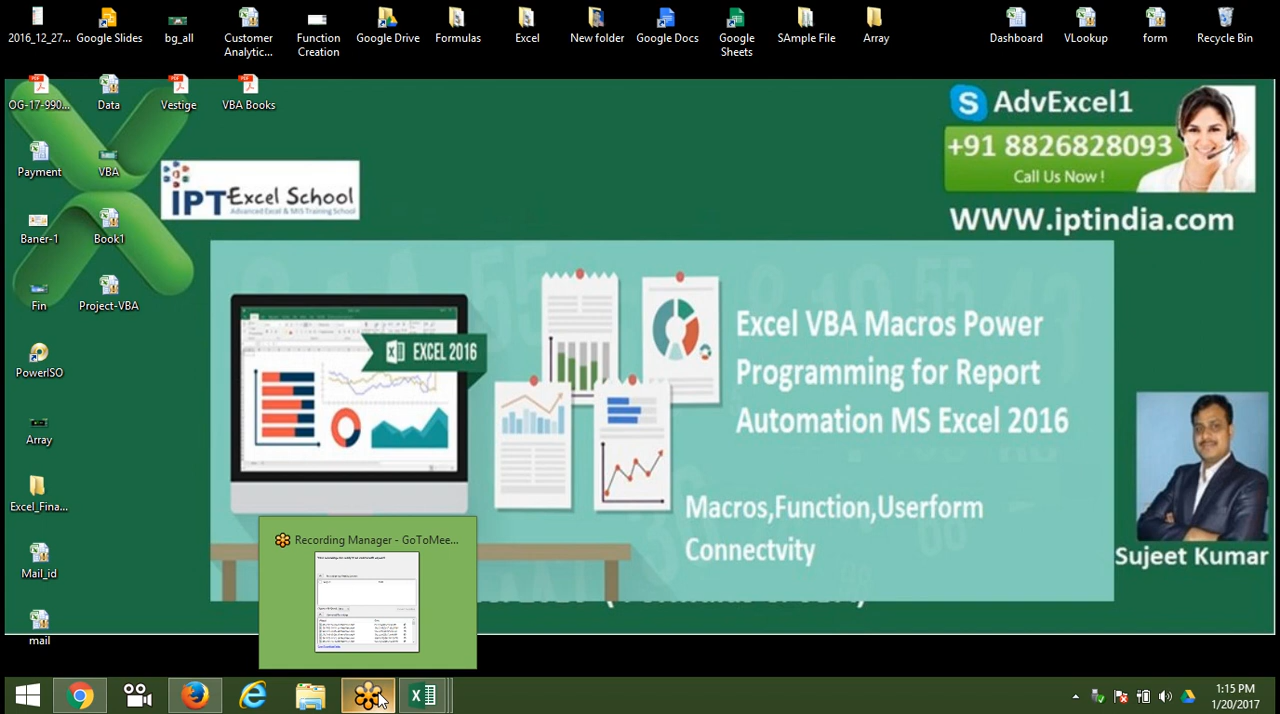 2016_12_27...
Google Slides
bg_all
Customer
Analytic...
Function
Creation
Google Drive
Formulas
Excel
New folder
Google Docs
Google
Sheets
SAmple File
Array
Dashboard
VLookup
form
Recycle Bin
OG-17-990...
Data
Vestige
VBA Books
Payment
VBA
Baner-1
Book1
Fin
Project-VBA
PowerISO
Array
Excel_Fina...
Mail_id
mail
IPT Excel School
Advanced Excel & MIS Training School
AdvExcel1
+91 8826828093
Call Us Now !
WWW.iptindia.com
EXCEL 2016
Excel VBA Macros Power
Programming for Report
Automation MS Excel 2016
Macros,Function,Userform
Connectvity
Sujeet Kumar
Recording Manager - GoToMee...
1:15 PM
1/20/2017